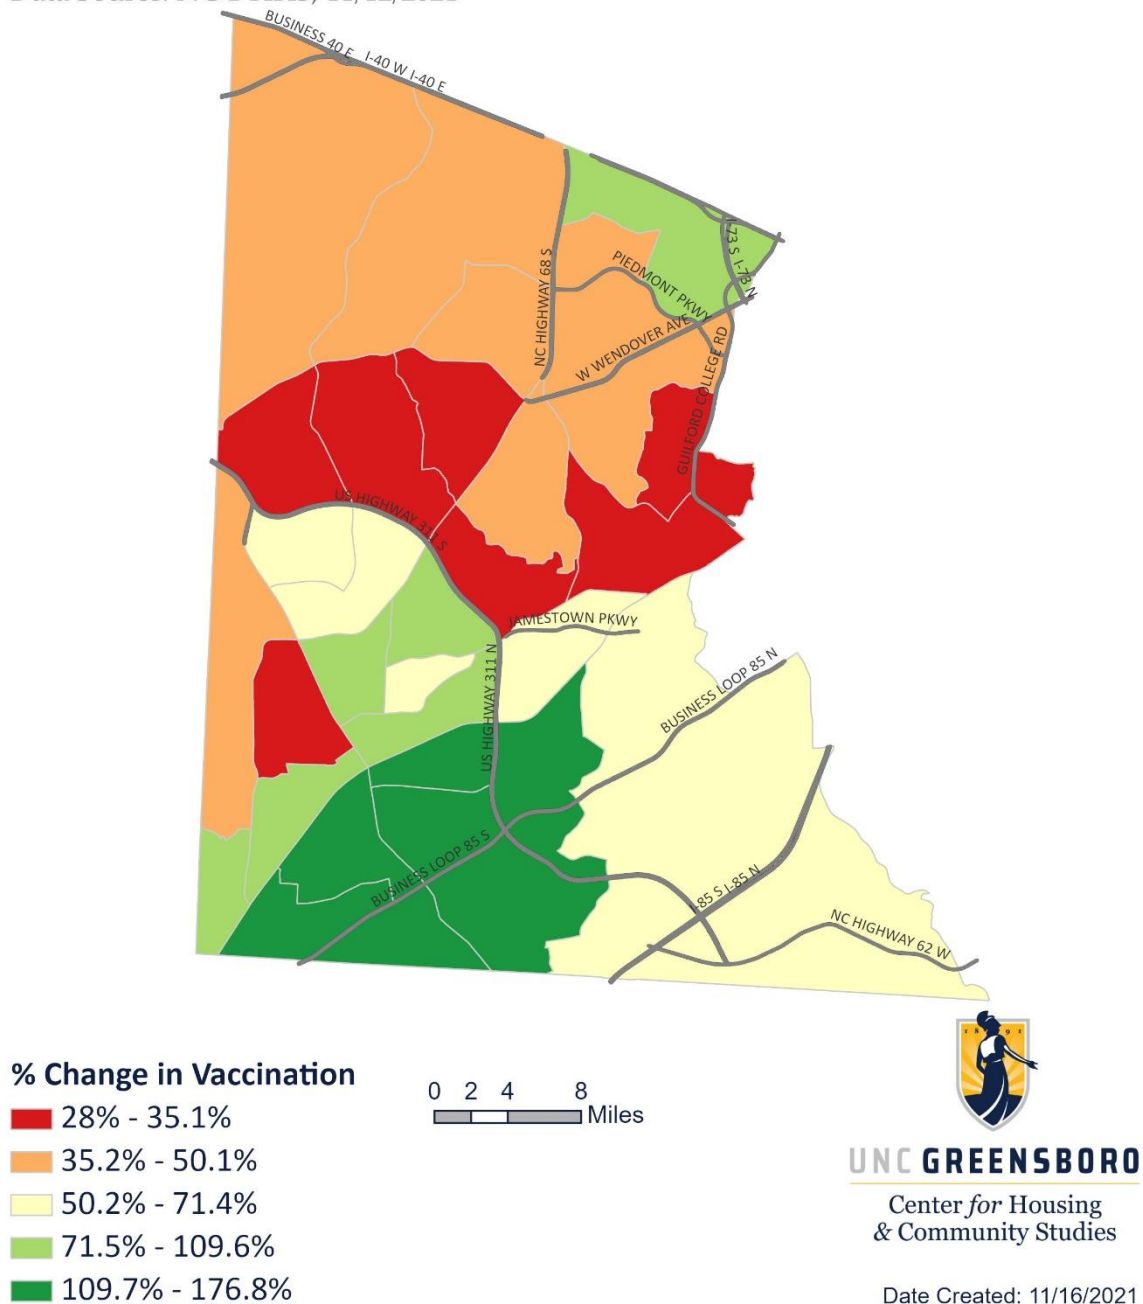 BUSINESS 40 E
I-40 W I-40 E
I-73 S I-73 N
NC HIGHWAY 68 S
PIEDMONT PKWY
W WENDOVER AVE
GUILFORD COLLEGE RD
US HIGHWAY 311 S
JAMESTOWN PKWY
US HIGHWAY 311 N
BUSINESS LOOP 85 N
BUSINESS LOOP 85 S
I-85 S I-85 N
NC HIGHWAY 62 W
% Change in Vaccination
28% - 35.1%
35.2% - 50.1%
50.2% - 71.4%
71.5% - 109.6%
109.7% - 176.8%
0 2 4 8
Miles
UNC GREENSBORO
Center for Housing
& Community Studies
Date Created: 11/16/2021